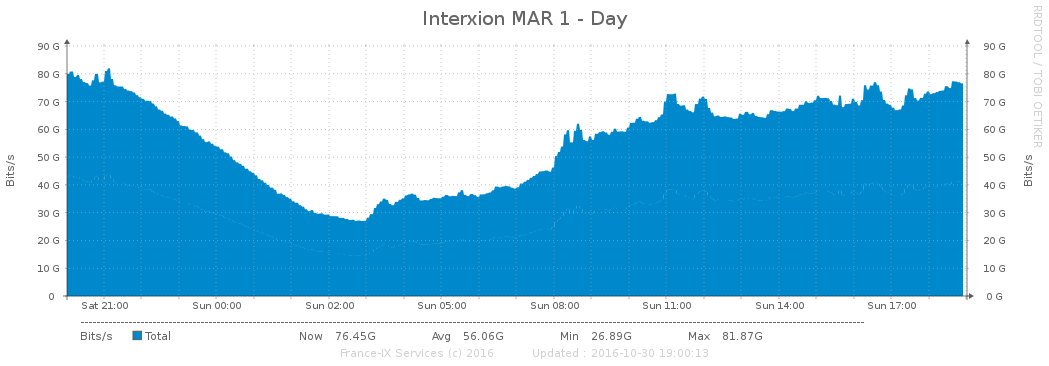 Interxion MAR 1 - Day
RRDTOOL / TOBI OETIKER
90 G 90 G
80 G 80 G
70 G 70 G
60 G 60 G
50 G 50 G
40 G 40 G
30 G 30 G
20 G 20 G
10 G 10 G
0 0 G
Bits/s
Bits/s
Sat 21:00 Sun 00:00 Sun 02:00 Sun 05:00 Sun 08:00 Sun 11:00 Sun 14:00 Sun 17:00
Bits/s Total Now 76.45G Avg 56.06G Min 26.89G Max 81.87G
France-IX Services (c) 2016 Updated : 2016-10-30 19:00:13